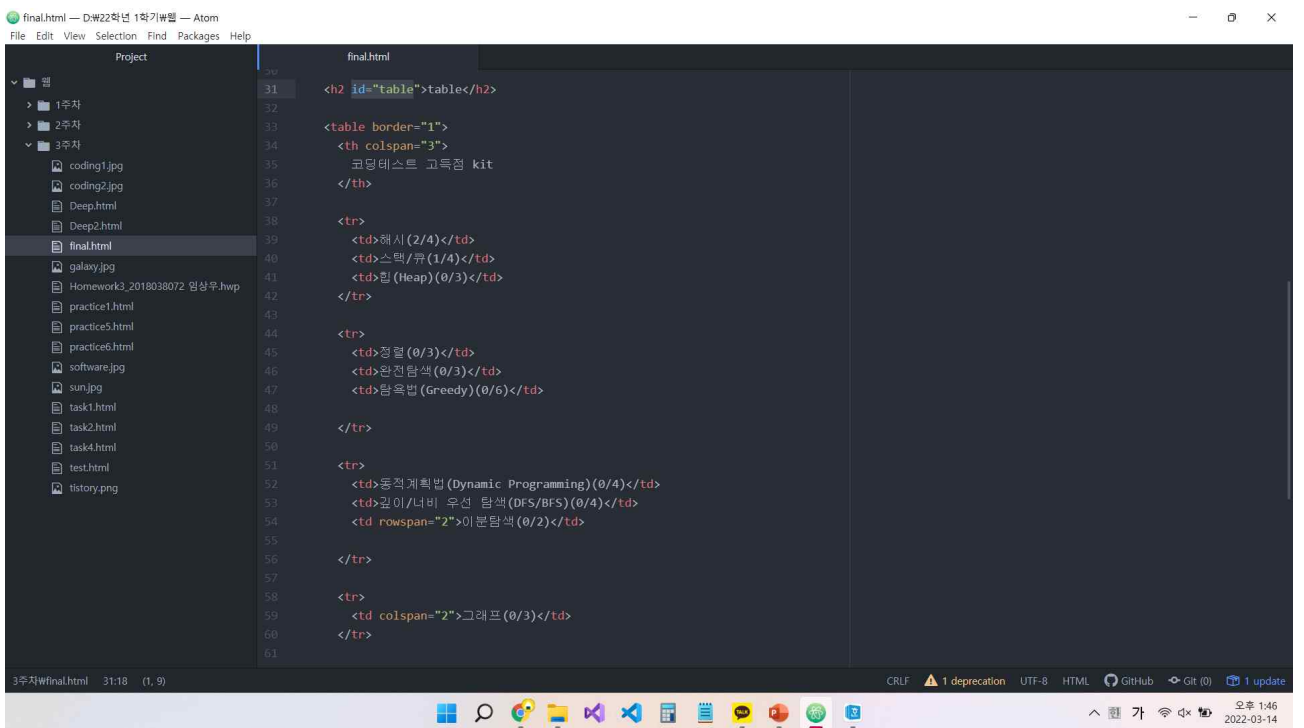 final.html — D:₩22학년 1학기₩웹 — Atom
File Edit View Selection Find Packages Help
Project
final.html
웹
1주차
2주차
3주차
coding1.jpg
coding2.jpg
Deep.html
Deep2.html
final.html
galaxy.jpg
Homework3_2018038072 임상우.hwp
practice1.html
practice5.html
practice6.html
software.jpg
sun.jpg
task1.html
task2.html
task4.html
test.html
tistory.png
30
31 <h2 id="table">table</h2>
32
33 <table border="1">
34 <th colspan="3">
35 코딩테스트 고득점 kit
36 </th>
37
38 <tr>
39 <td>해시(2/4)</td>
40 <td>스택/큐(1/4)</td>
41 <td>힙(Heap)(0/3)</td>
42 </tr>
43
44 <tr>
45 <td>정렬(0/3)</td>
46 <td>완전탐색(0/3)</td>
47 <td>탐욕법(Greedy)(0/6)</td>
48
49 </tr>
50
51 <tr>
52 <td>동적계획법(Dynamic Programming)(0/4)</td>
53 <td>깊이/너비 우선 탐색(DFS/BFS)(0/4)</td>
54 <td rowspan="2">이분탐색(0/2)</td>
55
56 </tr>
57
58 <tr>
59 <td colspan="2">그래프(0/3)</td>
60 </tr>
61
3주차₩final.html 31:18 (1, 9)
CRLF 1 deprecation UTF-8 HTML GitHub Git (0) 1 update
TALK
한 가 오후 1:46
2022-03-14